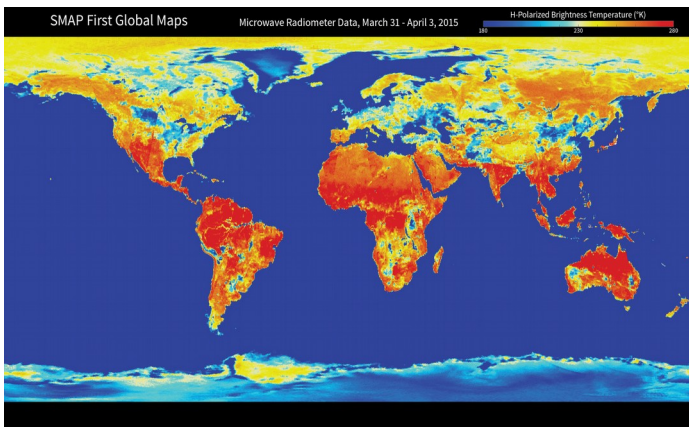 SMAP First Global Maps
Microwave Radiometer Data, March 31 - April 3, 2015
H-Polarized Brightness Temperature (°K)
180 230 280